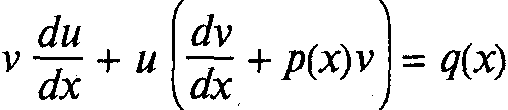 v du/dx + u (dv/dx + p(x)v) = q(x)